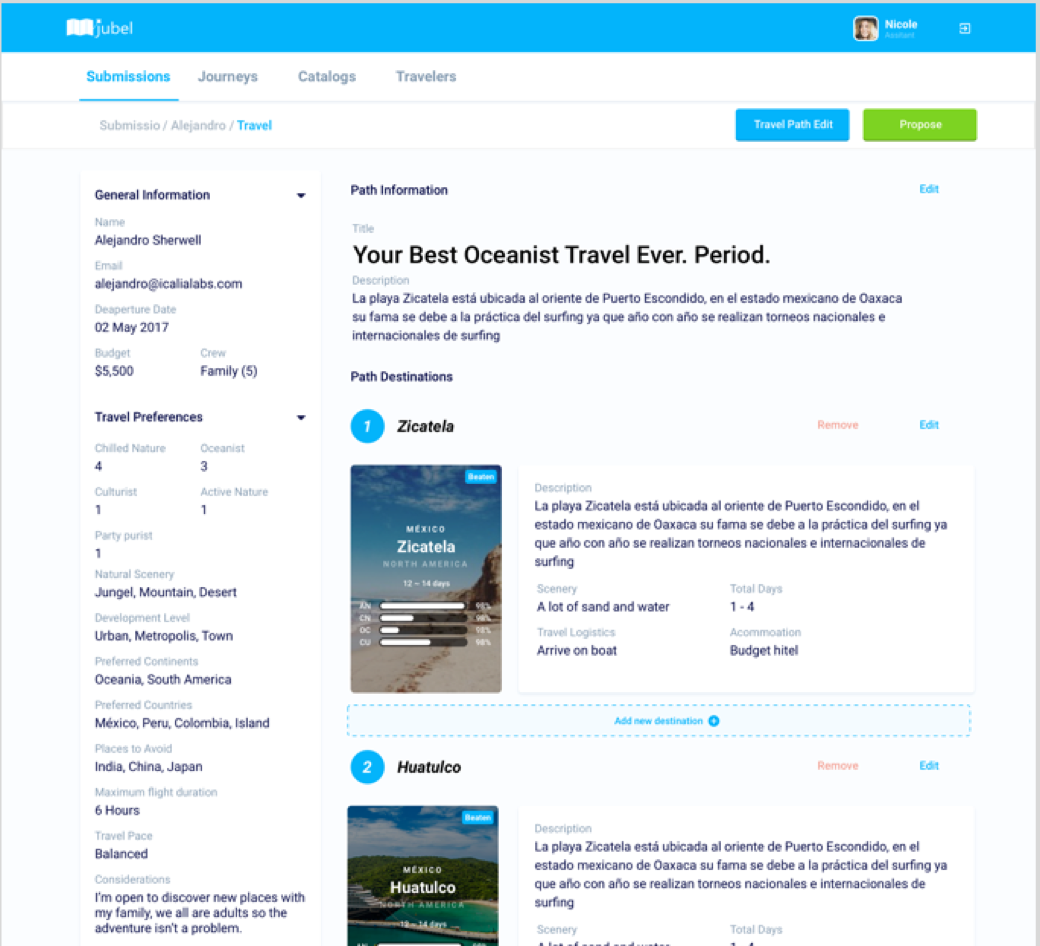 jubel
Nicole
Assistant
Submissions
Journeys
Catalogs
Travelers
Submissio / Alejandro / Travel
Travel Path Edit
Propose
General Information
Name
Alejandro Sherwell
Email
alejandro@icalialabs.com
Deaperture Date
02 May 2017
Budget
Crew
$5,500
Family (5)
Travel Preferences
Chilled Nature
Oceanist
4
3
Culturist
Active Nature
1
1
Party purist
1
Natural Scenery
Jungel, Mountain, Desert
Development Level
Urban, Metropolis, Town
Preferred Continents
Oceania, South America
Preferred Countries
México, Peru, Colombia, Island
Places to Avoid
India, China, Japan
Maximum flight duration
6 Hours
Travel Pace
Balanced
Considerations
I'm open to discover new places with
my family, we all are adults so the
adventure isn't a problem.
Path Information
Edit
Title
Your Best Oceanist Travel Ever. Period.
Description
La playa Zicatela está ubicada al oriente de Puerto Escondido, en el estado mexicano de Oaxaca
su fama se debe a la práctica del surfing ya que año con año se realizan torneos nacionales e
internacionales de surfing
Path Destinations
1
Zicatela
Remove
Edit
Beaten
MÉXICO
Zicatela
NORTH AMERICA
12 – 14 days
AN 98%
CN 98%
OC 98%
CU 98%
Description
La playa Zicatela está ubicada al oriente de Puerto Escondido, en el
estado mexicano de Oaxaca su fama se debe a la práctica del surfing ya
que año con año se realizan torneos nacionales e internacionales de
surfing
Scenery
Total Days
A lot of sand and water
1 - 4
Travel Logistics
Acommoation
Arrive on boat
Budget hitel
Add new destination
2
Huatulco
Remove
Edit
Beaten
MÉXICO
Huatulco
NORTH AMERICA
12 – 14 days
Description
La playa Zicatela está ubicada al oriente de Puerto Escondido, en el
estado mexicano de Oaxaca su fama se debe a la práctica del surfing ya
que año con año se realizan torneos nacionales e internacionales de
surfing
Scenery
Total Days
A lot of sand and water
1 - 4